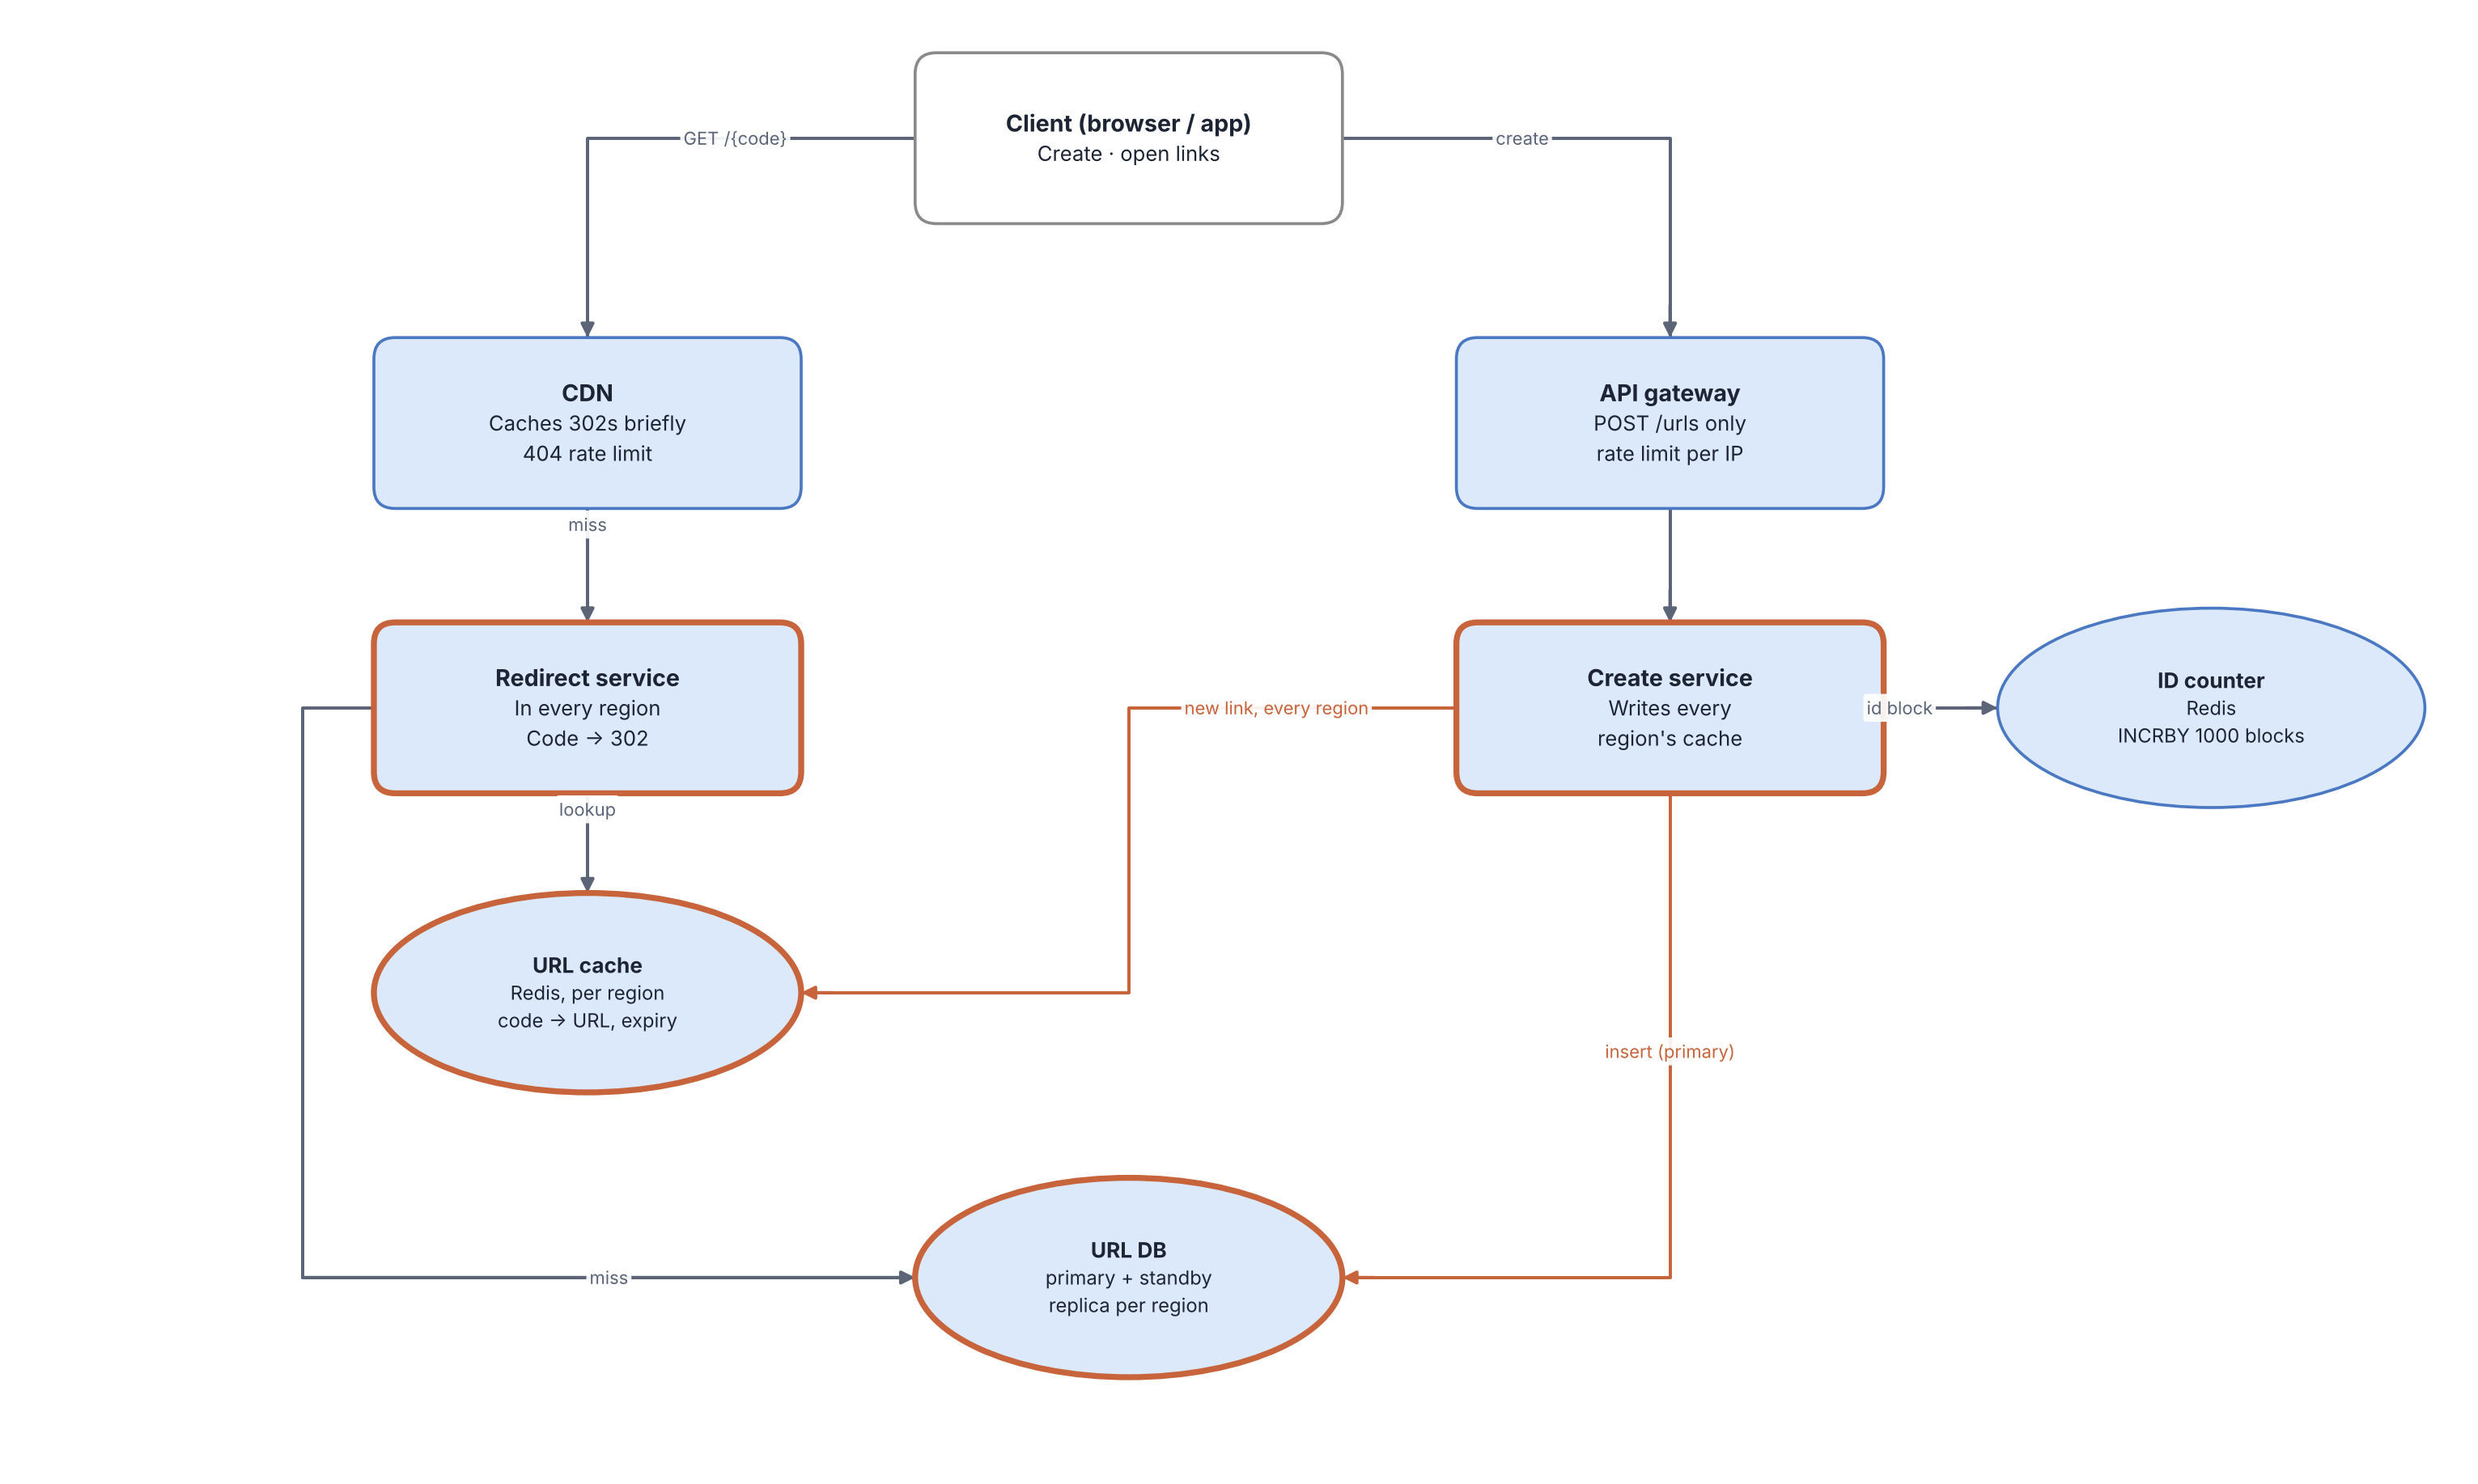 Client (browser / app)
Create · open links
GET /{code}
create
CDN
Caches 302s briefly
404 rate limit
API gateway
POST /urls only
rate limit per IP
miss
Redirect service
In every region
Code → 302
new link, every region
Create service
Writes every
region's cache
id block
ID counter
Redis
INCRBY 1000 blocks
lookup
URL cache
Redis, per region
code → URL, expiry
insert (primary)
URL DB
primary + standby
replica per region
miss